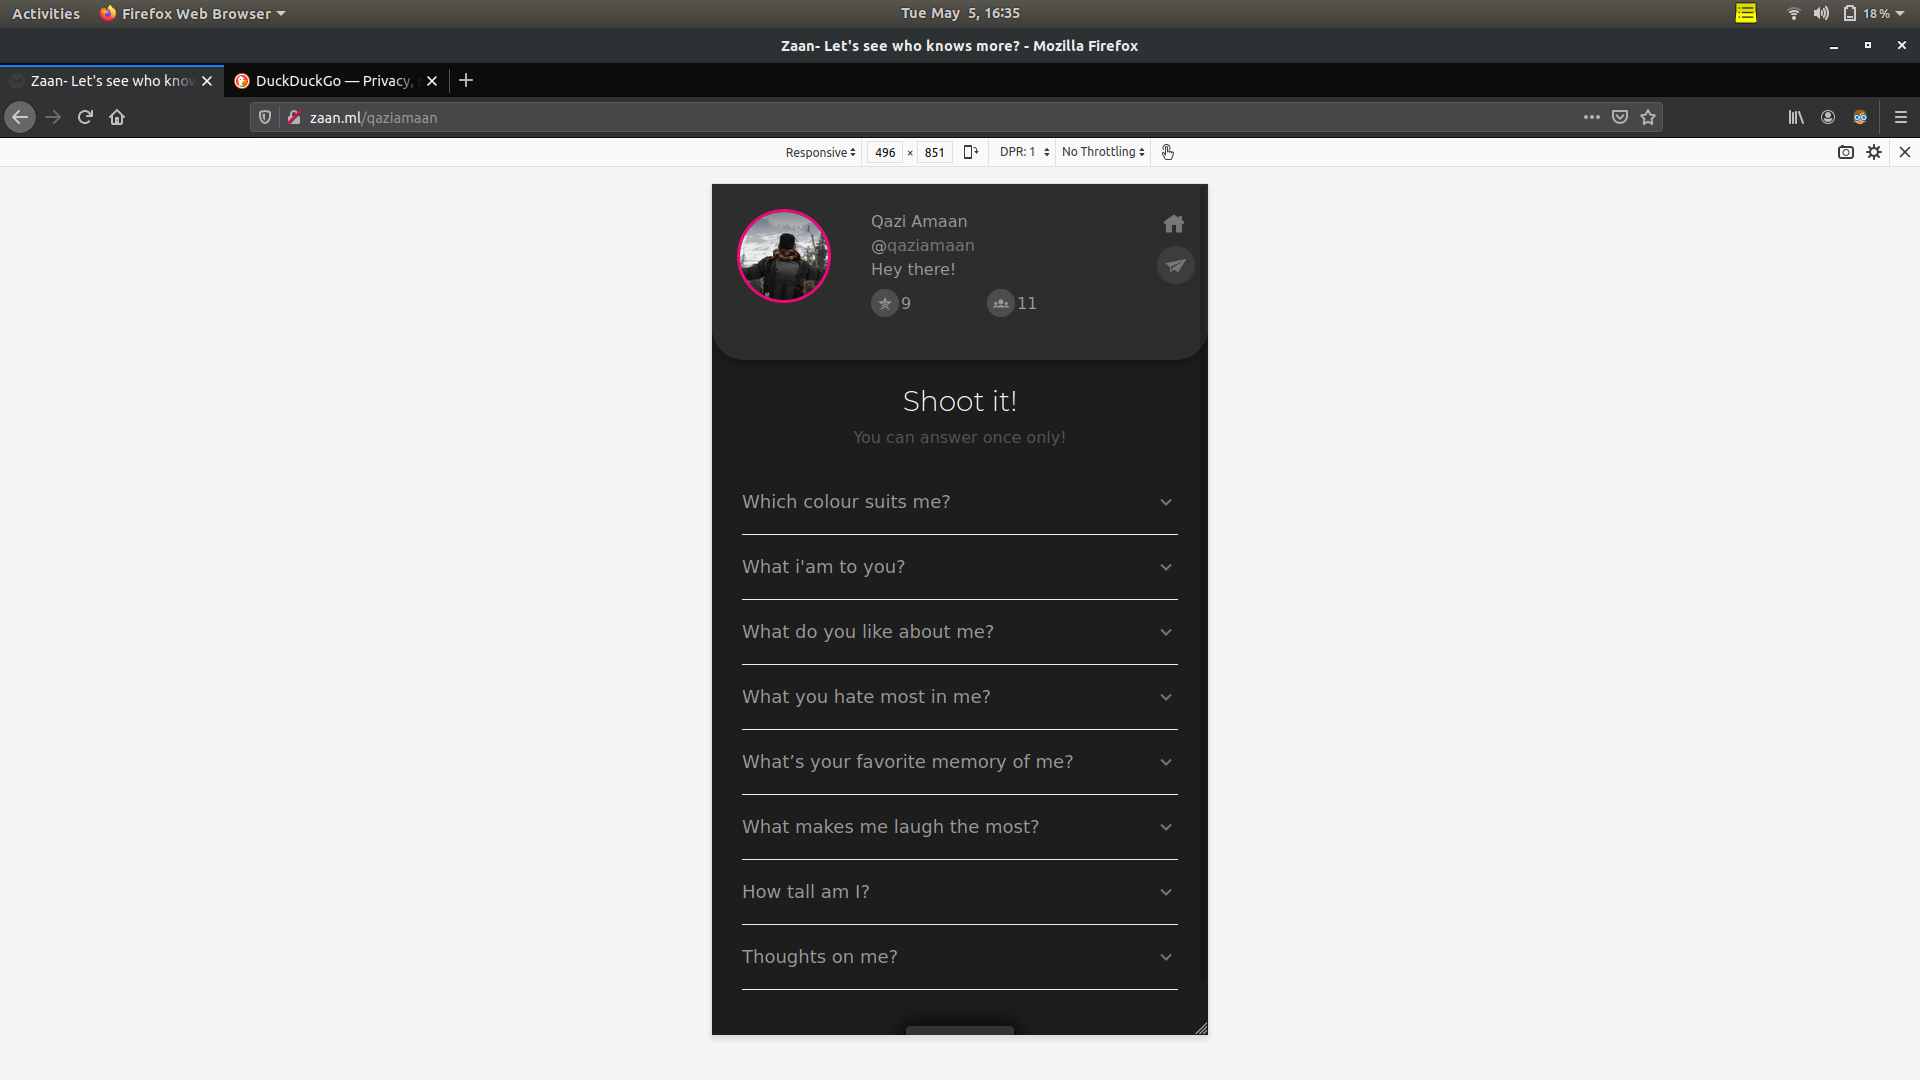 Activities Firefox Web Browser Tue May 5, 16:35 18%
Zaan- Let's see who knows more? - Mozilla Firefox
Zaan- Let's see who know DuckDuckGo — Privacy,
zaan.ml/qaziamaan
Responsive 496 × 851 DPR: 1 No Throttling
Qazi Amaan
@qaziamaan
Hey there!
9 11
Shoot it!
You can answer once only!
Which colour suits me?
What i'am to you?
What do you like about me?
What you hate most in me?
What’s your favorite memory of me?
What makes me laugh the most?
How tall am I?
Thoughts on me?